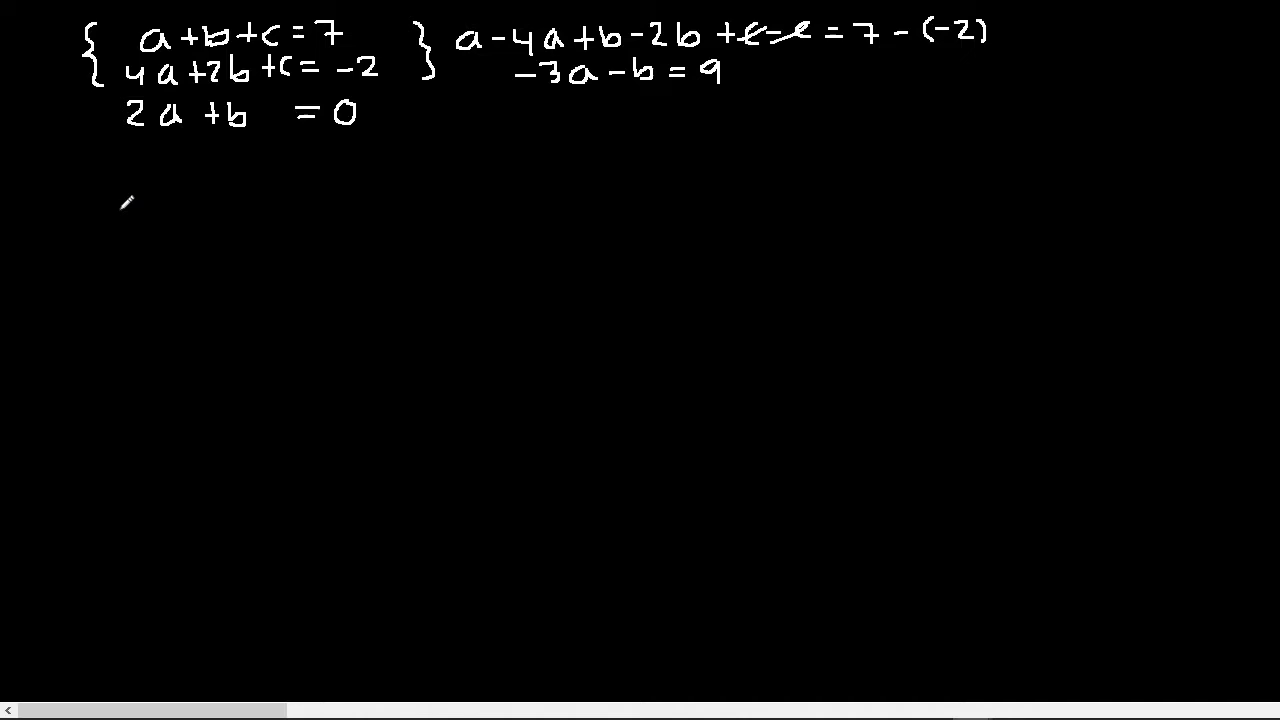 { a + b + c = 7 } a - 4a + b - 2b + c - c = 7 - (-2)
4a + 2b + c = -2 -3a - b = 9
2a + b = 0